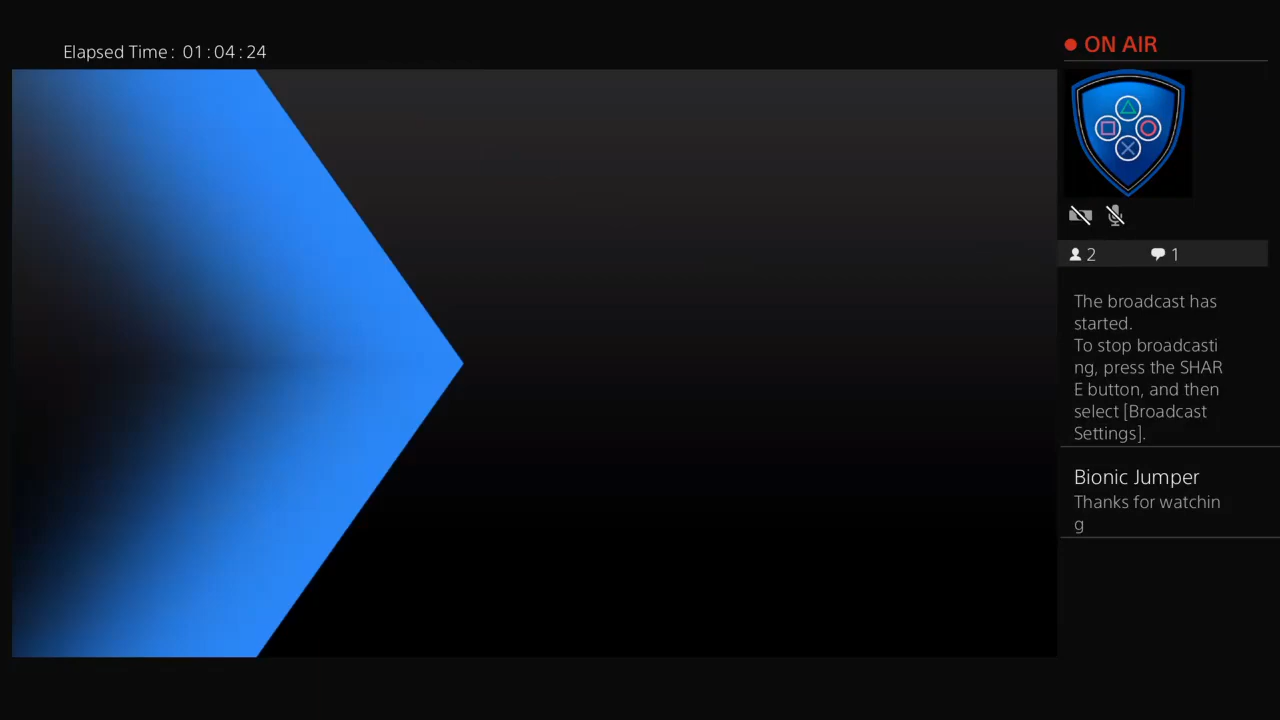 Elapsed Time: 01:04:24
ON AIR
2 1
The broadcast has
started.
To stop broadcasti
ng, press the SHAR
E button, and then
select [Broadcast
Settings].
Bionic Jumper
Thanks for watchin
g